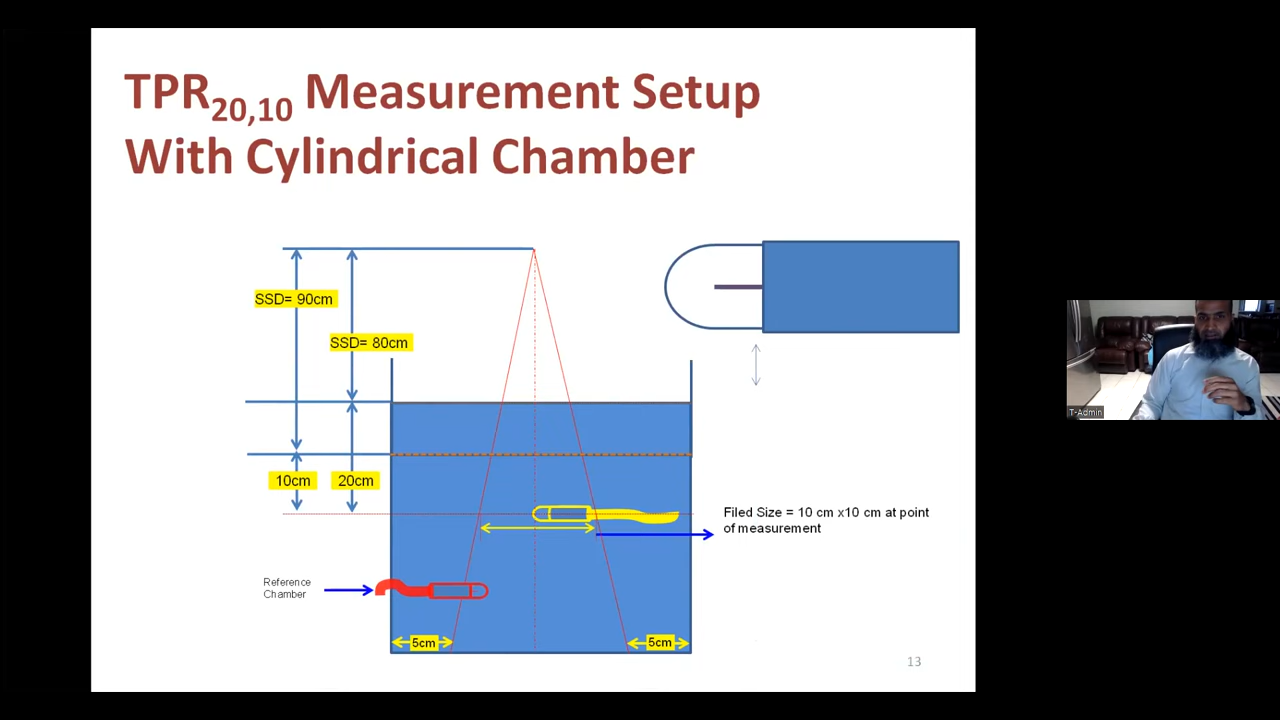 TPR20,10 Measurement Setup
With Cylindrical Chamber
SSD= 90cm
SSD= 80cm
10cm
20cm
Filed Size = 10 cm x10 cm at point
of measurement
Reference
Chamber
5cm
5cm
13
T-Admin